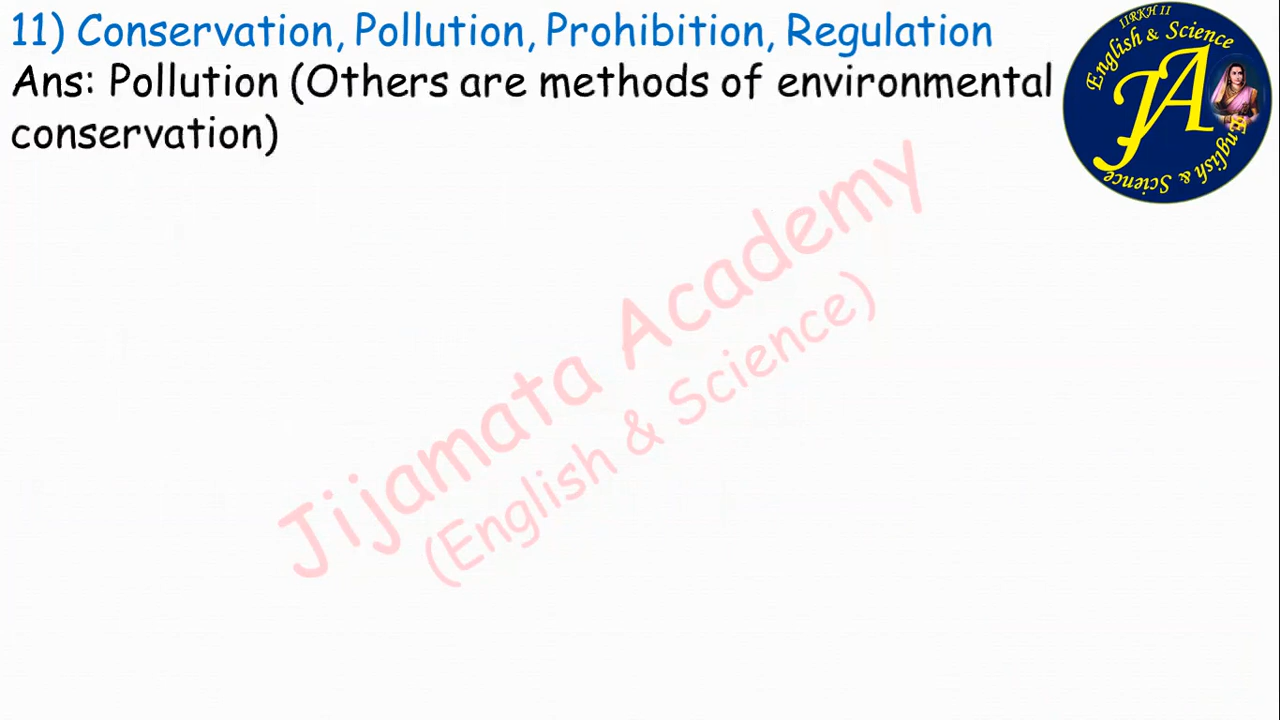 11) Conservation, Pollution, Prohibition, Regulation
Ans: Pollution (Others are methods of environmental
conservation)
English & Science
JA
English & Science
Jijamata Academy
(English & Science)